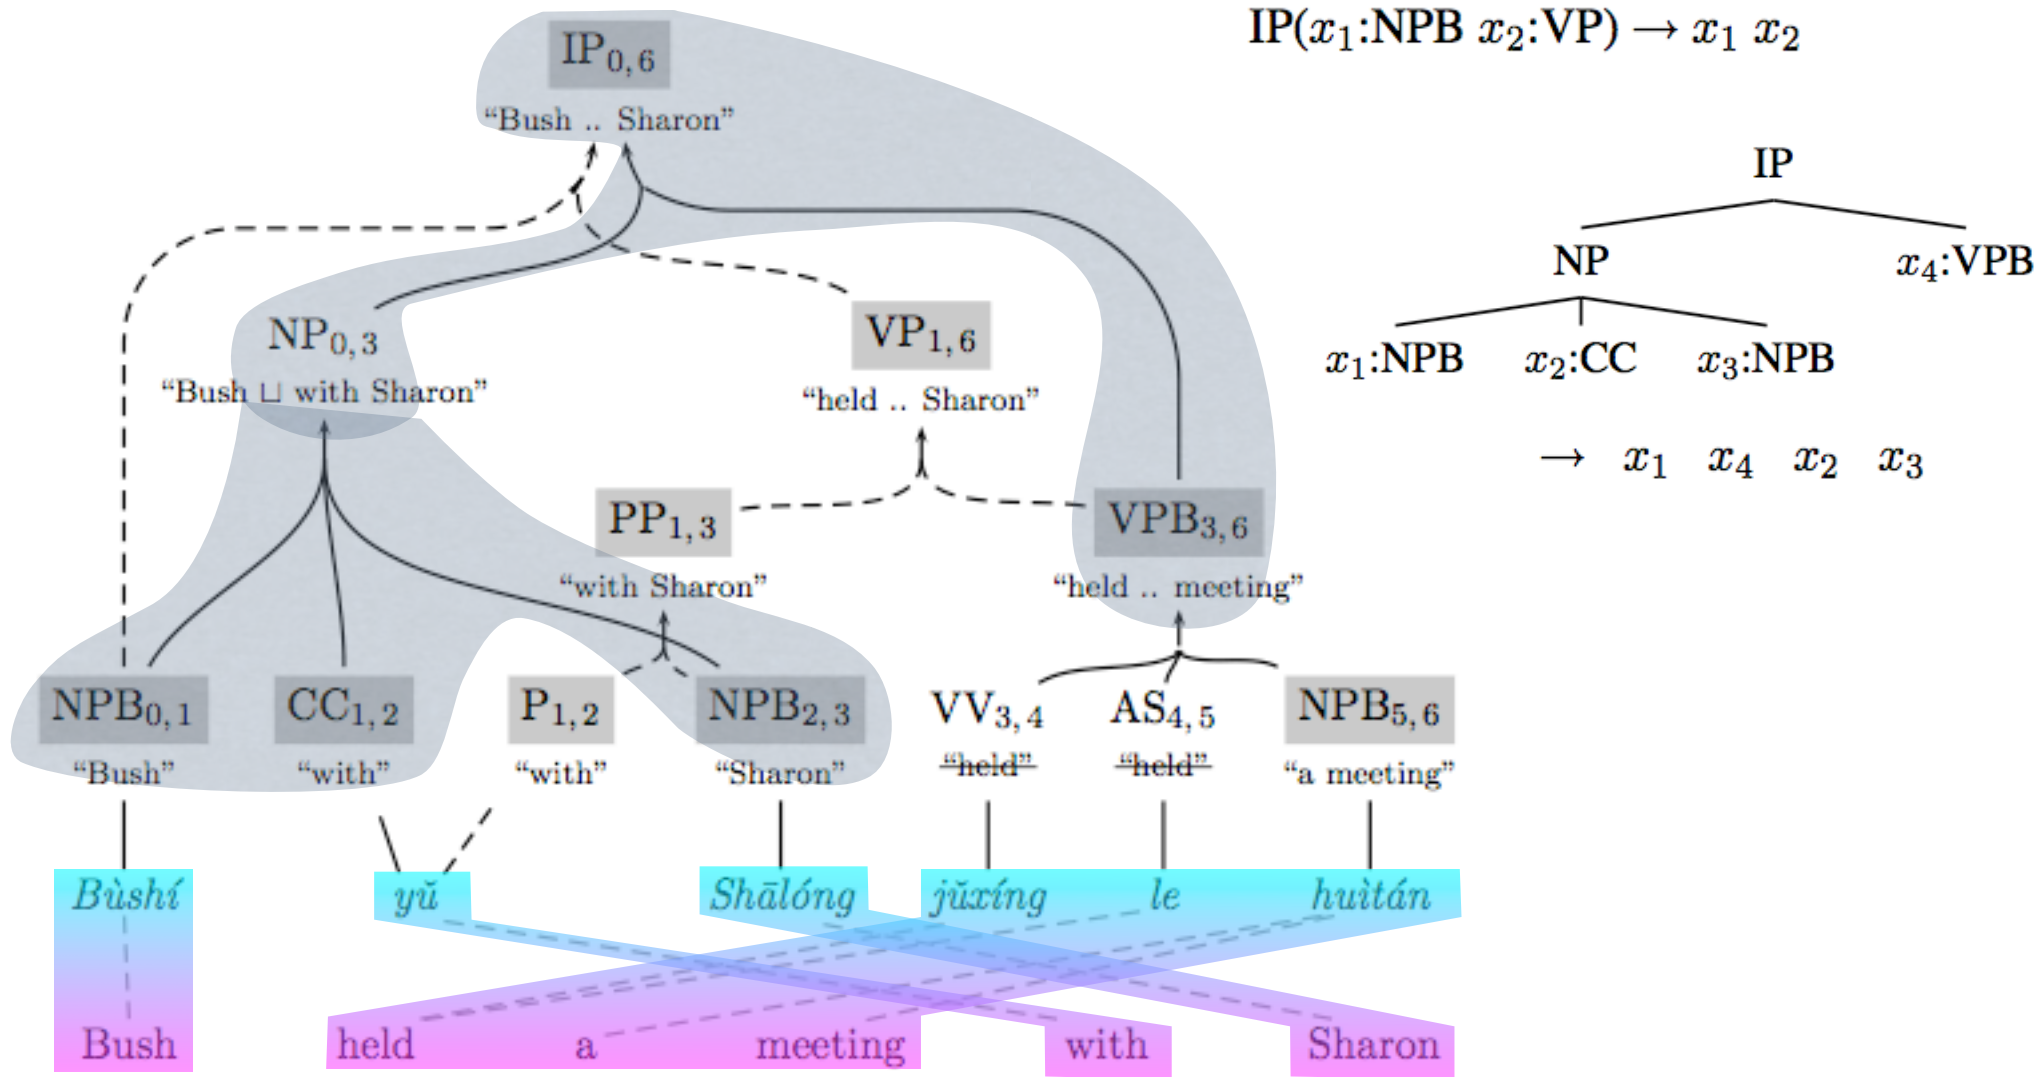 IP(x₁:NPB x₂:VP) → x₁ x₂
IP₀,₆
“Bush .. Sharon”
IP
NP x₄:VPB
x₁:NPB x₂:CC x₃:NPB
→ x₁ x₄ x₂ x₃
NP₀,₃ VP₁,₆
“Bush ⊔ with Sharon” “held .. Sharon”
PP₁,₃ VPB₃,₆
“with Sharon” “held .. meeting”
NPB₀,₁ CC₁,₂ P₁,₂ NPB₂,₃ VV₃,₄ AS₄,₅ NPB₅,₆
“Bush” “with” “with” “Sharon” “held” “held” “a meeting”
Bùshí yǔ Shālóng jǔxíng le huìtán
Bush held a meeting with Sharon